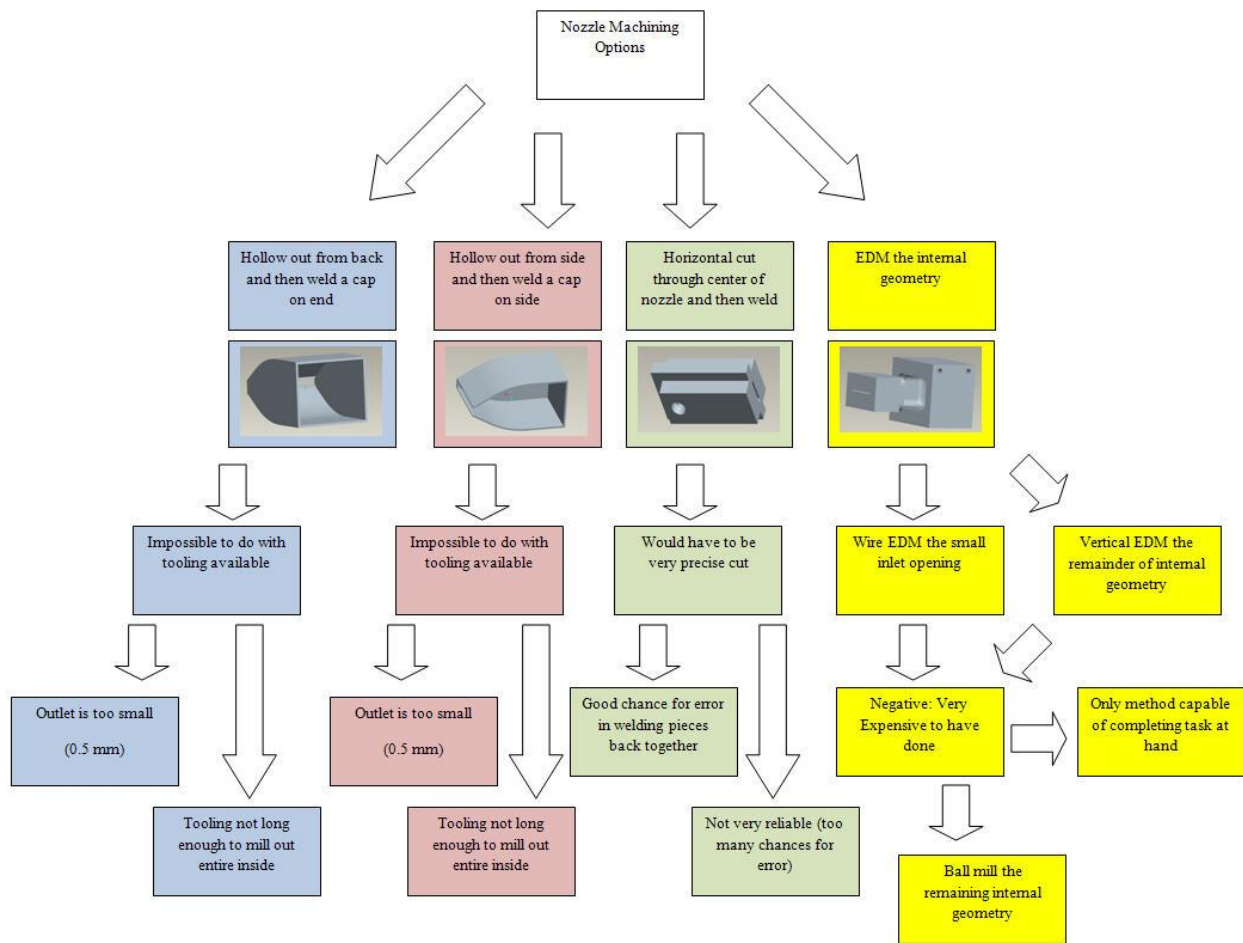 Nozzle Machining
Options
Hollow out from back
and then weld a cap
on end
Hollow out from side
and then weld a cap
on side
Horizontal cut
through center of
nozzle and then weld
EDM the internal
geometry
Impossible to do with
tooling available
Impossible to do with
tooling available
Would have to be
very precise cut
Wire EDM the small
inlet opening
Vertical EDM the
remainder of internal
geometry
Outlet is too small
(0.5 mm)
Outlet is too small
(0.5 mm)
Good chance for error
in welding pieces
back together
Negative: Very
Expensive to have
done
Only method capable
of completing task at
hand
Tooling not long
enough to mill out
entire inside
Tooling not long
enough to mill out
entire inside
Not very reliable (too
many chances for
error)
Ball mill the
remaining internal
geometry